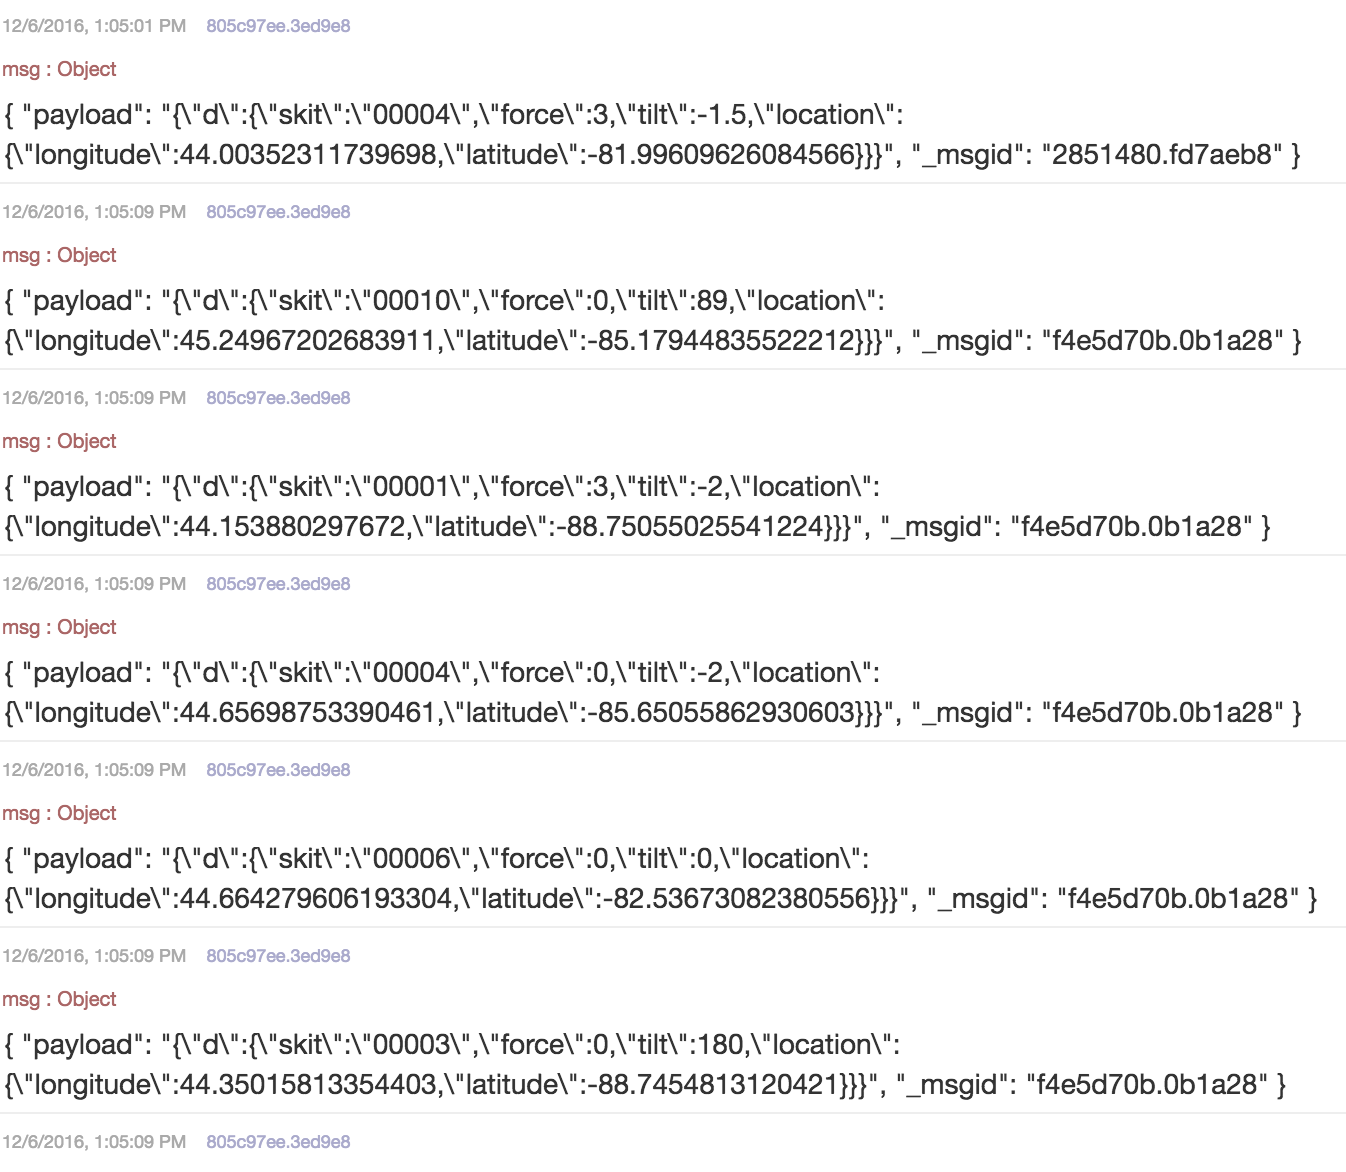 12/6/2016, 1:05:01 PM 805c97ee.3ed9e8
msg : Object
{ "payload": "{\"d\":{\"skit\":\"00004\",\"force\":3,\"tilt\":-1.5,\"location\":
{\"longitude\":44.00352311739698,\"latitude\":-81.99609626084566}}}", "_msgid": "2851480.fd7aeb8" }
12/6/2016, 1:05:09 PM 805c97ee.3ed9e8
msg : Object
{ "payload": "{\"d\":{\"skit\":\"00010\",\"force\":0,\"tilt\":89,\"location\":
{\"longitude\":45.24967202683911,\"latitude\":-85.17944835522212}}}", "_msgid": "f4e5d70b.0b1a28" }
12/6/2016, 1:05:09 PM 805c97ee.3ed9e8
msg : Object
{ "payload": "{\"d\":{\"skit\":\"00001\",\"force\":3,\"tilt\":-2,\"location\":
{\"longitude\":44.153880297672,\"latitude\":-88.75055025541224}}}", "_msgid": "f4e5d70b.0b1a28" }
12/6/2016, 1:05:09 PM 805c97ee.3ed9e8
msg : Object
{ "payload": "{\"d\":{\"skit\":\"00004\",\"force\":0,\"tilt\":-2,\"location\":
{\"longitude\":44.65698753390461,\"latitude\":-85.65055862930603}}}", "_msgid": "f4e5d70b.0b1a28" }
12/6/2016, 1:05:09 PM 805c97ee.3ed9e8
msg : Object
{ "payload": "{\"d\":{\"skit\":\"00006\",\"force\":0,\"tilt\":0,\"location\":
{\"longitude\":44.664279606193304,\"latitude\":-82.53673082380556}}}", "_msgid": "f4e5d70b.0b1a28" }
12/6/2016, 1:05:09 PM 805c97ee.3ed9e8
msg : Object
{ "payload": "{\"d\":{\"skit\":\"00003\",\"force\":0,\"tilt\":180,\"location\":
{\"longitude\":44.35015813354403,\"latitude\":-88.7454813120421}}}", "_msgid": "f4e5d70b.0b1a28" }
12/6/2016, 1:05:09 PM 805c97ee.3ed9e8